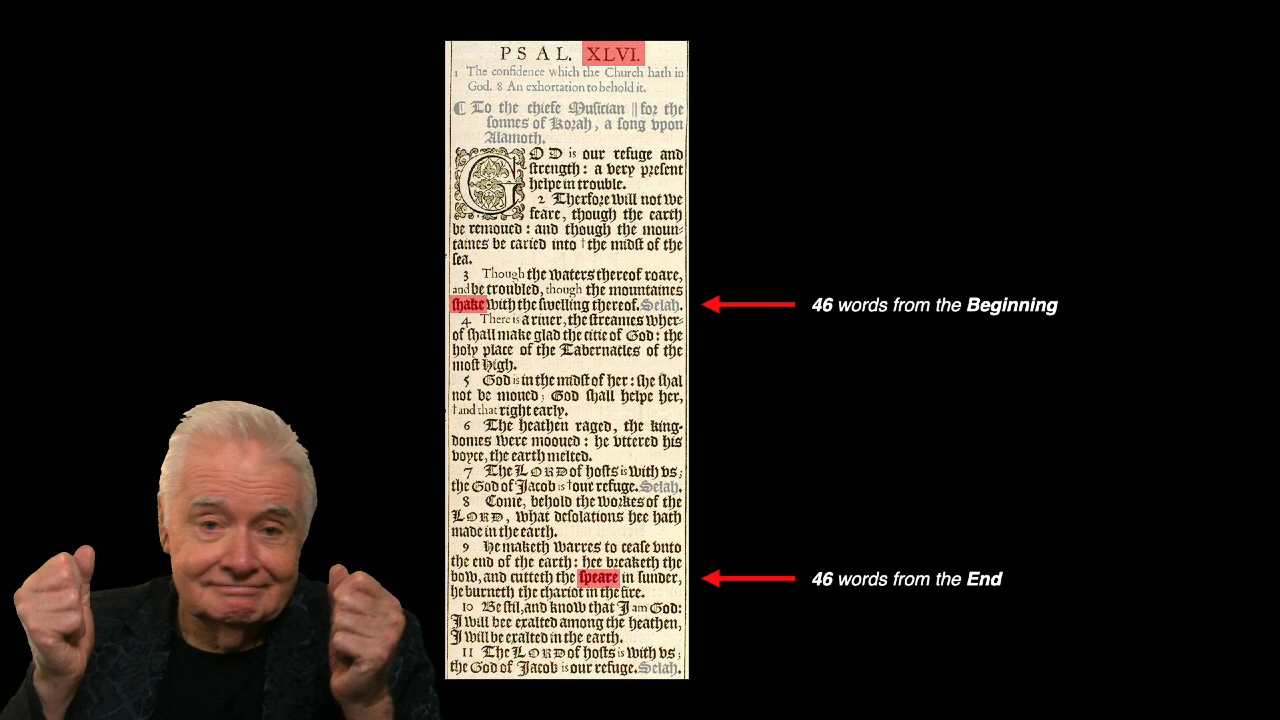 PSAL. XLVI.
1 The confidence which the Church hath in
God. 8 An exhortation to behold it.
¶ To the chiefe Musician || for the
sonnes of Korah, a song vpon
Alamoth.
GOD is our refuge and
strength: a very present
helpe in trouble.
2 Therfore will not we
feare, though the earth
be remoued: and though the moun-
taines be caried into † the midst of the
sea.
3 Though the waters thereof roare,
and be troubled, though the mountaines
shake with the swelling thereof. Selah.
46 words from the Beginning
4 There is a riuer, the streames wher-
of shall make glad the citie of God: the
holy place of the Tabernacles of the
most High.
5 God is in the midst of her: she shal
not be moued; God shall helpe her,
† and that right early.
6 The heathen raged, the king-
domes were mooued: he vttered his
voyce, the earth melted.
7 The LORD of hosts is with vs;
the God of Jacob is † our refuge. Selah.
8 Come, behold the workes of the
LORD, what desolations hee hath
made in the earth.
9 He maketh warres to cease vnto
the end of the earth: hee breaketh the
bow, and cutteth the speare in sunder,
46 words from the End
he burneth the chariot in the fire.
10 Be stil, and know that I am God:
I will bee exalted among the heathen,
I will be exalted in the earth.
11 The LORD of hosts is with vs;
the God of Jacob is our refuge. Selah.